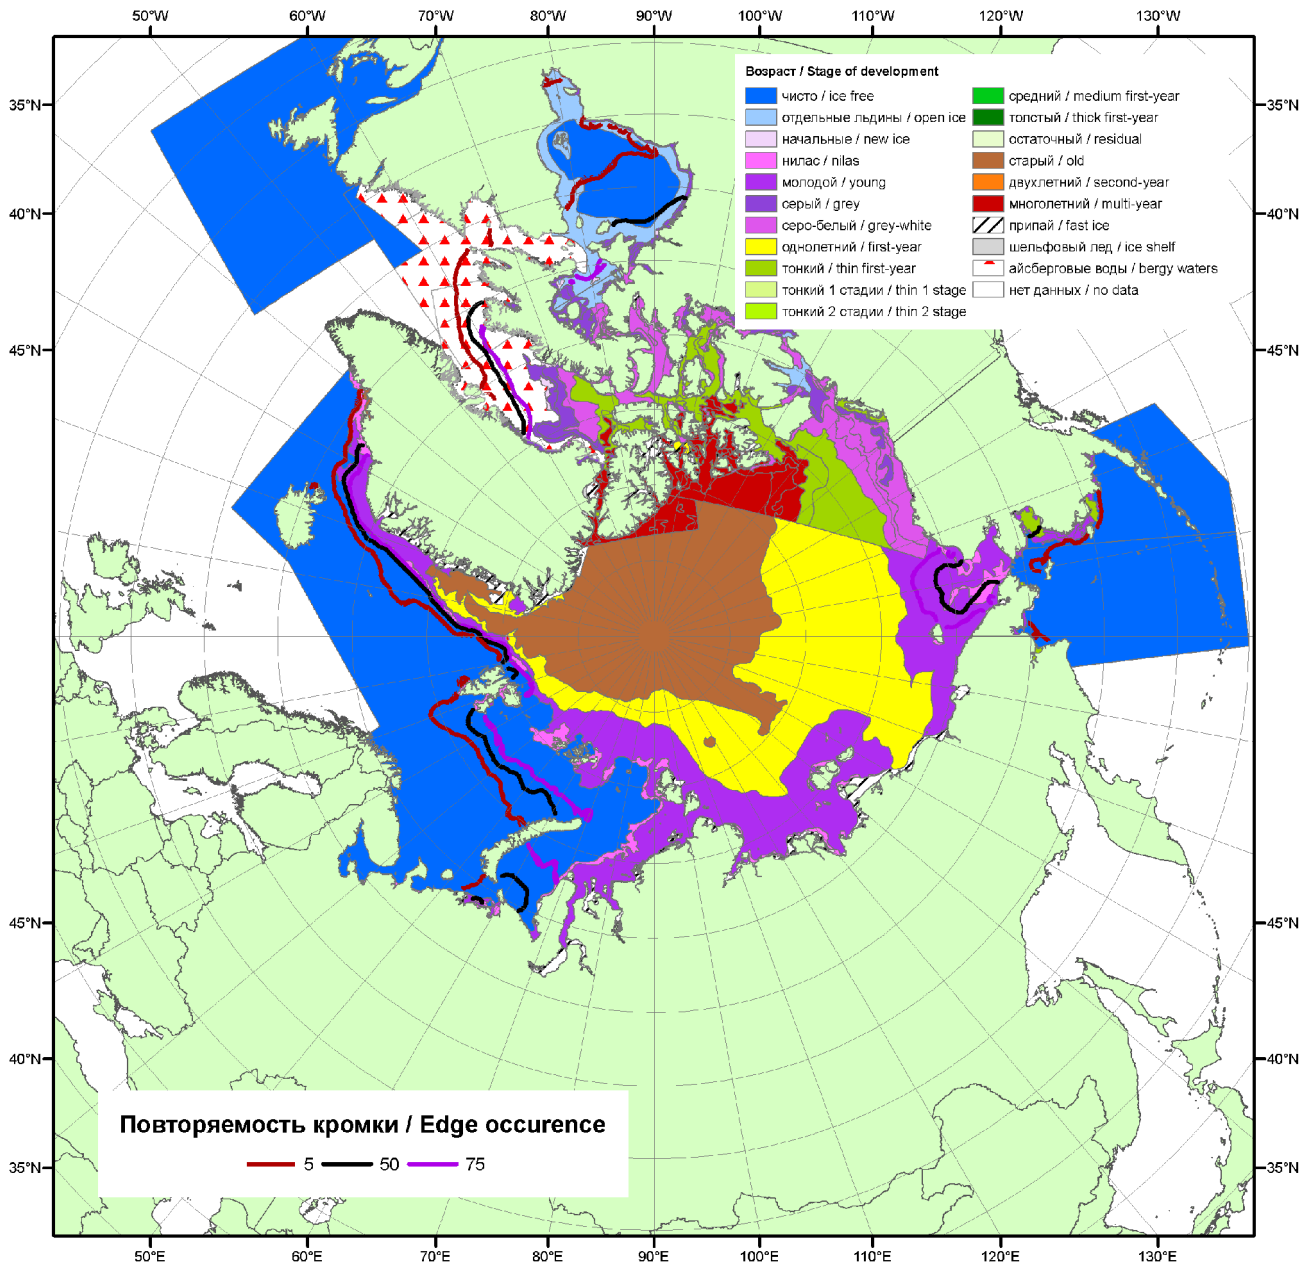 50°W 60°W 70°W 80°W 90°W 100°W 110°W 120°W 130°W
35°N 35°N
40°N 40°N
45°N 45°N
Возраст / Stage of development
чисто / ice free
отдельные льдины / open ice
начальные / new ice
нилас / nilas
молодой / young
серый / grey
серо-белый / grey-white
однолетний / first-year
тонкий / thin first-year
тонкий 1 стадии / thin 1 stage
тонкий 2 стадии / thin 2 stage
средний / medium first-year
толстый / thick first-year
остаточный / residual
старый / old
двухлетний / second-year
многолетний / multi-year
припай / fast ice
шельфовый лед / ice shelf
айсберговые воды / bergy waters
нет данных / no data
45°N 45°N
40°N 40°N
35°N 35°N
Повторяемость кромки / Edge occurence
5 50 75
50°E 60°E 70°E 80°E 90°E 100°E 110°E 120°E 130°E